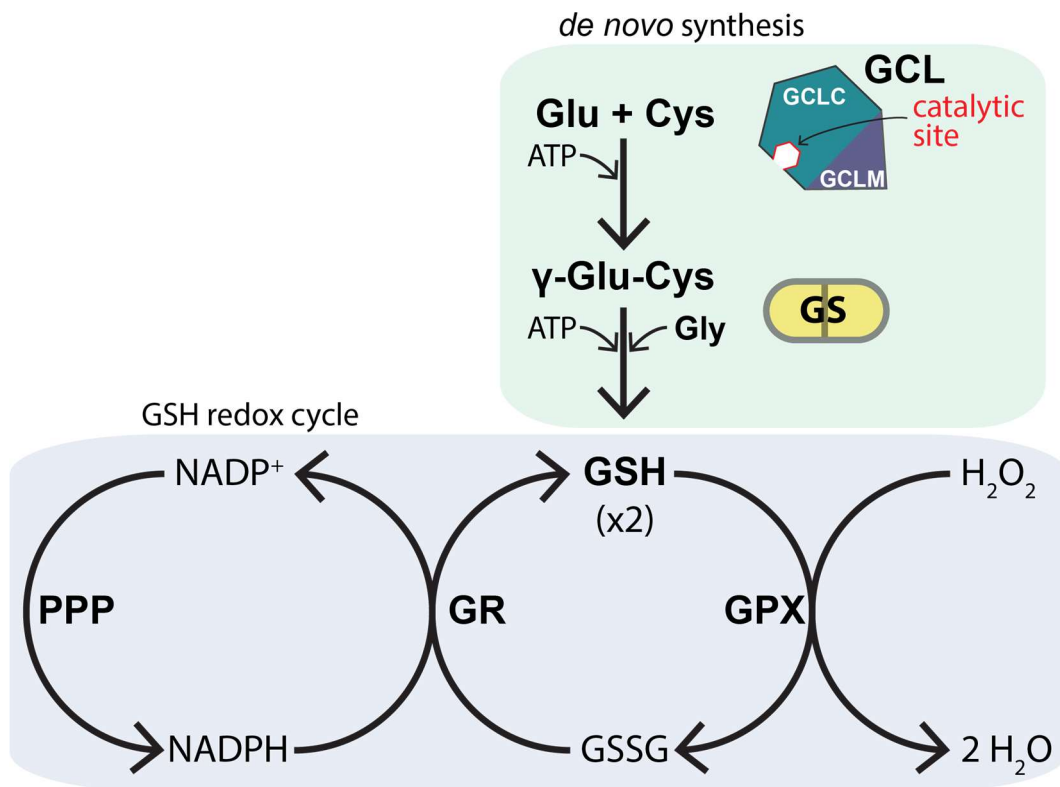 de novo synthesis
GCL
GCLC
catalytic
site
GCLM
Glu + Cys
ATP
γ-Glu-Cys
ATP
Gly
GS
GSH redox cycle
NADP⁺
GSH
(x2)
H₂O₂
PPP
GR
GPX
NADPH
GSSG
2 H₂O